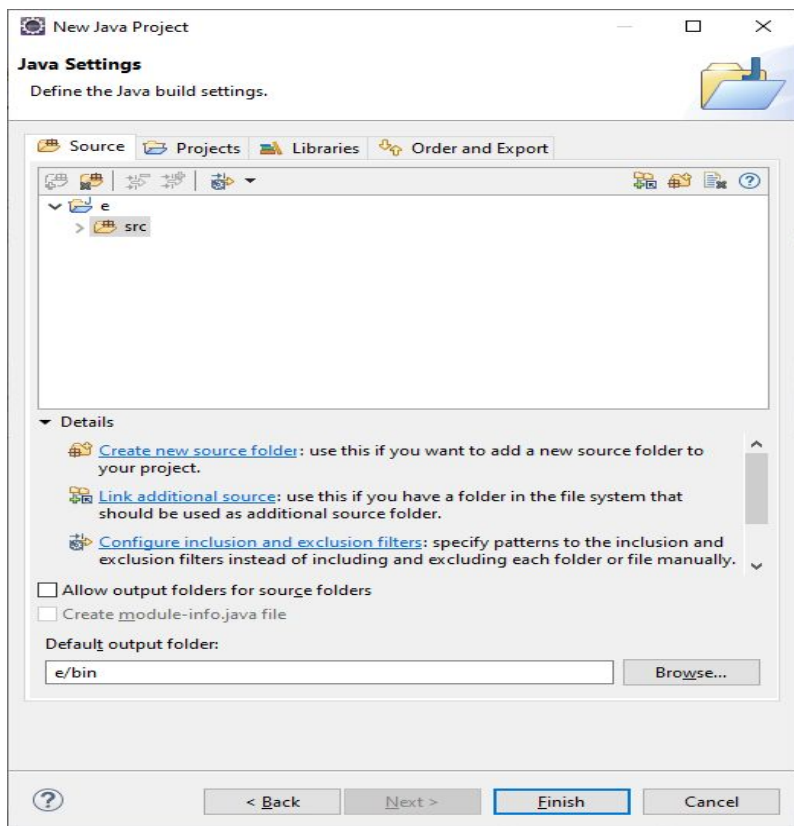 New Java Project
Java Settings
Define the Java build settings.
Source Projects Libraries Order and Export
e
src
Details
Create new source folder: use this if you want to add a new source folder to
your project.
Link additional source: use this if you have a folder in the file system that
should be used as additional source folder.
Configure inclusion and exclusion filters: specify patterns to the inclusion and
exclusion filters instead of including and excluding each folder or file manually.
Allow output folders for source folders
Create module-info.java file
Default output folder:
e/bin Browse...
? < Back Next > Finish Cancel